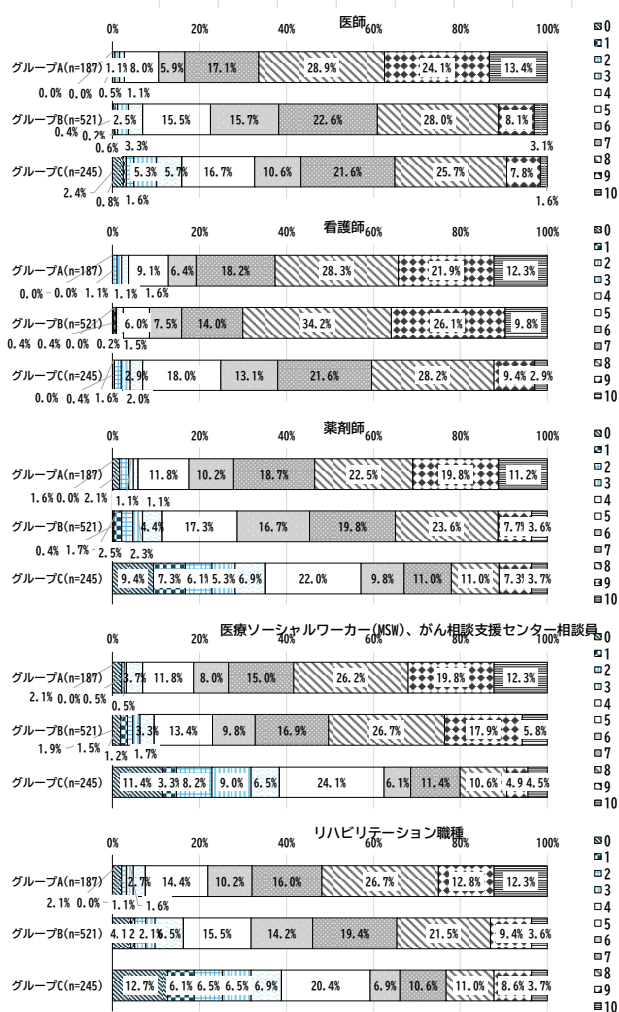 医師
0% 20% 40% 60% 80% 100%
グループA(n=187) 1.1% 8.0% 5.9% 17.1% 28.9% 24.1% 13.4%
0.0% 0.0% 0.5% 1.1%
グループB(n=521) 2.5% 15.5% 15.7% 22.6% 28.0% 8.1%
0.4% 0.2% 0.6% 3.3% 3.1%
グループC(n=245) 5.3% 5.7% 16.7% 10.6% 21.6% 25.7% 7.8%
2.4% 0.8% 1.6% 1.6%
0
1
2
3
4
5
6
7
8
9
10
看護師
0% 20% 40% 60% 80% 100%
グループA(n=187) 9.1% 6.4% 18.2% 28.3% 21.9% 12.3%
0.0% 0.0% 1.1% 1.1% 1.6%
グループB(n=521) 6.0% 7.5% 14.0% 34.2% 26.1% 9.8%
0.4% 0.4% 0.0% 0.2% 1.5%
グループC(n=245) 2.9% 18.0% 13.1% 21.6% 28.2% 9.4% 2.9%
0.0% 0.4% 1.6% 2.0%
0
1
2
3
4
5
6
7
8
9
10
薬剤師
0% 20% 40% 60% 80% 100%
グループA(n=187) 11.8% 10.2% 18.7% 22.5% 19.8% 11.2%
1.6% 0.0% 2.1% 1.1% 1.1%
グループB(n=521) 4.4% 17.3% 16.7% 19.8% 23.6% 7.7% 3.6%
0.4% 1.7% 2.5% 2.3%
グループC(n=245) 9.4% 7.3% 6.1% 5.3% 6.9% 22.0% 9.8% 11.0% 11.0% 7.3% 3.7%
0
1
2
3
4
5
6
7
8
9
10
医療ソーシャルワーカー(MSW)、がん相談支援センター相談員
0% 20% 40% 60% 80% 100%
グループA(n=187) 3.7% 11.8% 8.0% 15.0% 26.2% 19.8% 12.3%
2.1% 0.0% 0.5% 0.5%
グループB(n=521) 3.3% 13.4% 9.8% 16.9% 26.7% 17.9% 5.8%
1.9% 1.5% 1.2% 1.7%
グループC(n=245) 11.4% 3.3% 8.2% 9.0% 6.5% 24.1% 6.1% 11.4% 10.6% 4.9 4.5%
0
1
2
3
4
5
6
7
8
9
10
リハビリテーション職種
0% 20% 40% 60% 80% 100%
グループA(n=187) 2.7% 14.4% 10.2% 16.0% 26.7% 12.8% 12.3%
2.1% 0.0% 1.1% 1.6%
グループB(n=521) 4.1 2.1% 6.5% 15.5% 14.2% 19.4% 21.5% 9.4% 3.6%
グループC(n=245) 12.7% 6.1% 6.5% 6.5% 6.9% 20.4% 6.9% 10.6% 11.0% 8.6% 3.7%
0
1
2
3
4
5
6
7
8
9
10